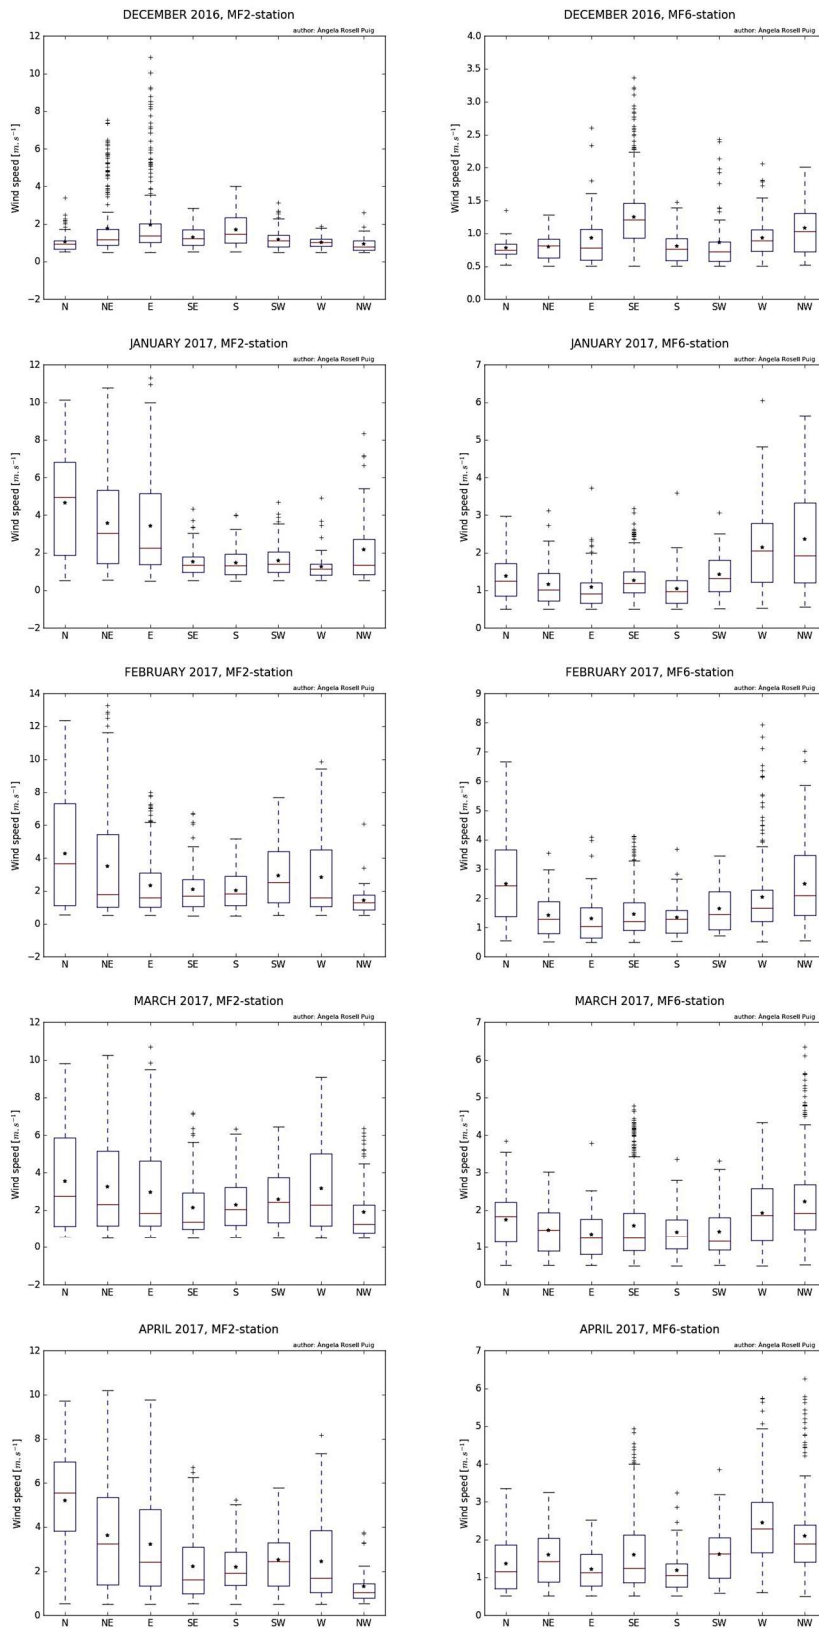 DECEMBER 2016, MF2-station
author: Àngela Rosell Puig
12
10
8
6
4
2
0
−2
Wind speed [m.s⁻¹]
N NE E SE S SW W NW
DECEMBER 2016, MF6-station
author: Àngela Rosell Puig
4.0
3.5
3.0
2.5
2.0
1.5
1.0
0.5
0.0
Wind speed [m.s⁻¹]
N NE E SE S SW W NW
JANUARY 2017, MF2-station
author: Àngela Rosell Puig
12
10
8
6
4
2
0
−2
Wind speed [m.s⁻¹]
N NE E SE S SW W NW
JANUARY 2017, MF6-station
author: Àngela Rosell Puig
7
6
5
4
3
2
1
0
Wind speed [m.s⁻¹]
N NE E SE S SW W NW
FEBRUARY 2017, MF2-station
author: Àngela Rosell Puig
14
12
10
8
6
4
2
0
−2
Wind speed [m.s⁻¹]
N NE E SE S SW W NW
FEBRUARY 2017, MF6-station
author: Àngela Rosell Puig
9
8
7
6
5
4
3
2
1
0
Wind speed [m.s⁻¹]
N NE E SE S SW W NW
MARCH 2017, MF2-station
author: Àngela Rosell Puig
12
10
8
6
4
2
0
−2
Wind speed [m.s⁻¹]
N NE E SE S SW W NW
MARCH 2017, MF6-station
author: Àngela Rosell Puig
7
6
5
4
3
2
1
0
Wind speed [m.s⁻¹]
N NE E SE S SW W NW
APRIL 2017, MF2-station
author: Àngela Rosell Puig
12
10
8
6
4
2
0
Wind speed [m.s⁻¹]
N NE E SE S SW W NW
APRIL 2017, MF6-station
author: Àngela Rosell Puig
7
6
5
4
3
2
1
0
Wind speed [m.s⁻¹]
N NE E SE S SW W NW